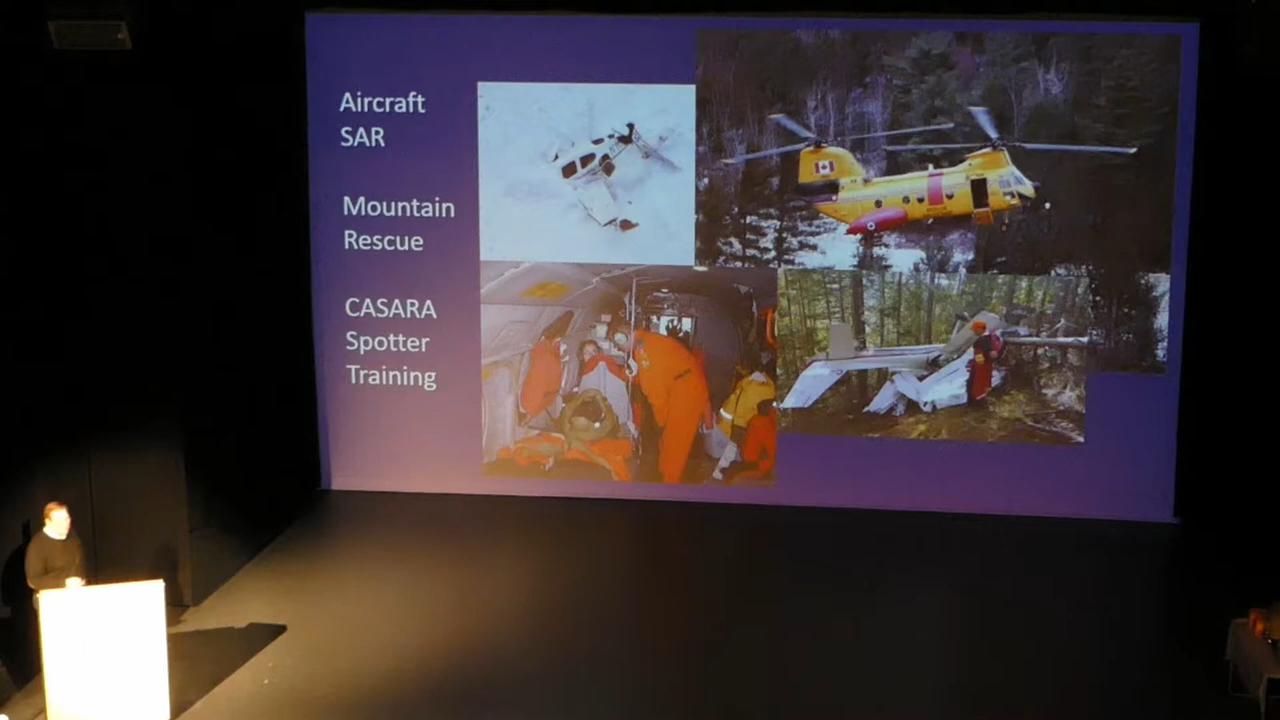 Aircraft
SAR
Mountain
Rescue
CASARA
Spotter
Training